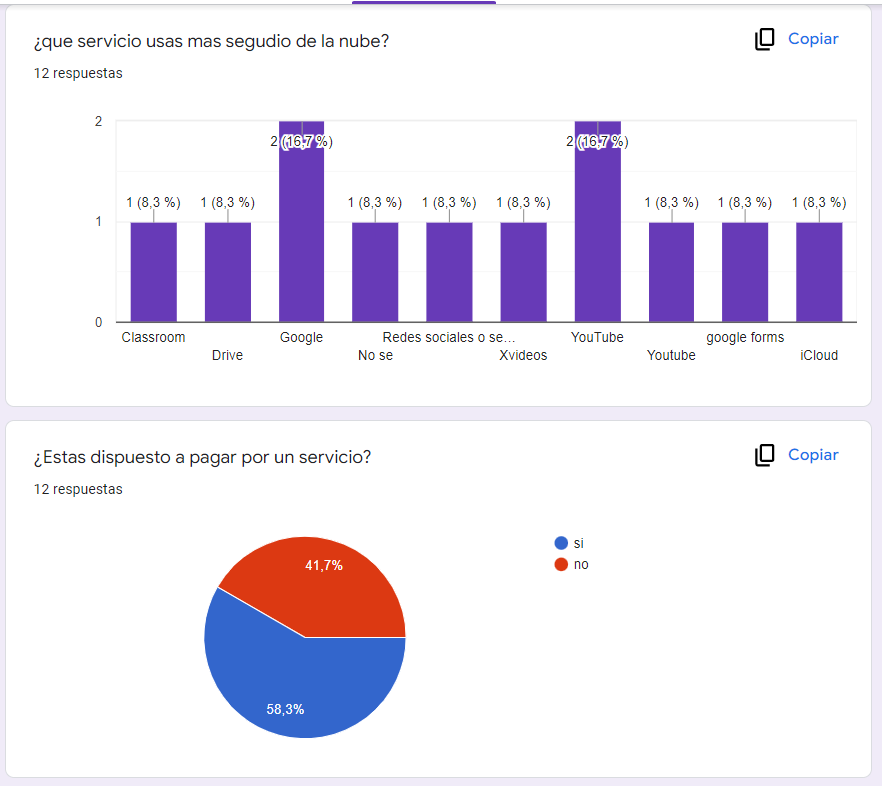 ¿que servicio usas mas segudio de la nube?
Copiar
12 respuestas
2
1
0
1 (8,3 %)
1 (8,3 %)
2 (16,7 %)
1 (8,3 %)
1 (8,3 %)
1 (8,3 %)
2 (16,7 %)
1 (8,3 %)
1 (8,3 %)
1 (8,3 %)
Classroom
Drive
Google
No se
Redes sociales o se…
Xvideos
YouTube
Youtube
google forms
iCloud
¿Estas dispuesto a pagar por un servicio?
Copiar
12 respuestas
si
no
41,7%
58,3%